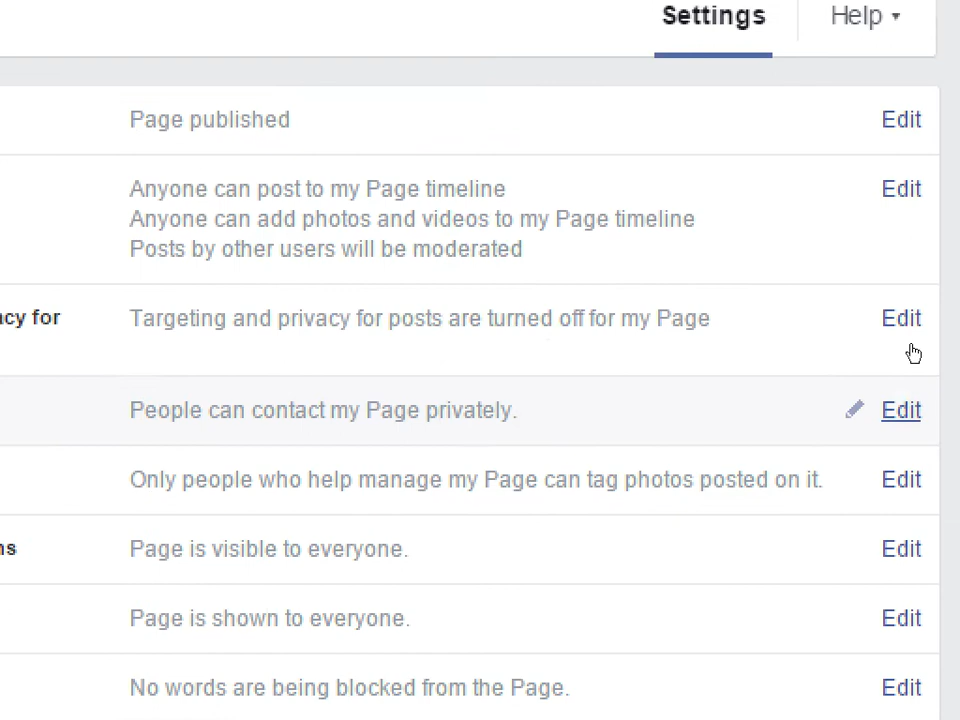 Settings
Help
Page published Edit
Anyone can post to my Page timeline Edit
Anyone can add photos and videos to my Page timeline
Posts by other users will be moderated
for Targeting and privacy for posts are turned off for my Page Edit
People can contact my Page privately. Edit
Only people who help manage my Page can tag photos posted on it. Edit
Page is visible to everyone. Edit
Page is shown to everyone. Edit
No words are being blocked from the Page. Edit